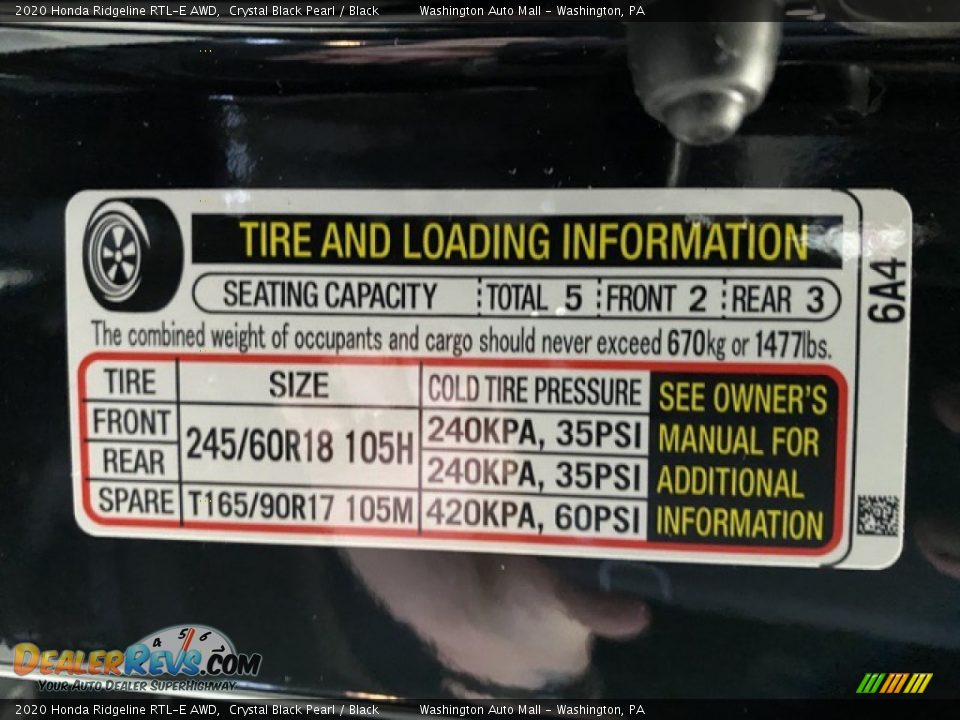 2020 Honda Ridgeline RTL-E AWD, Crystal Black Pearl / Black Washington Auto Mall - Washington, PA
TIRE AND LOADING INFORMATION
SEATING CAPACITY TOTAL 5 FRONT 2 REAR 3
The combined weight of occupants and cargo should never exceed 670kg or 1477lbs.
TIRE SIZE COLD TIRE PRESSURE
FRONT 245/60R18 105H 240KPA, 35PSI
REAR 240KPA, 35PSI
SPARE T165/90R17 105M 420KPA, 60PSI
SEE OWNER'S
MANUAL FOR
ADDITIONAL
INFORMATION
6A4
4 5 6
DEALERREVS.COM
YOUR AUTO DEALER SUPERHIGHWAY
2020 Honda Ridgeline RTL-E AWD, Crystal Black Pearl / Black Washington Auto Mall - Washington, PA